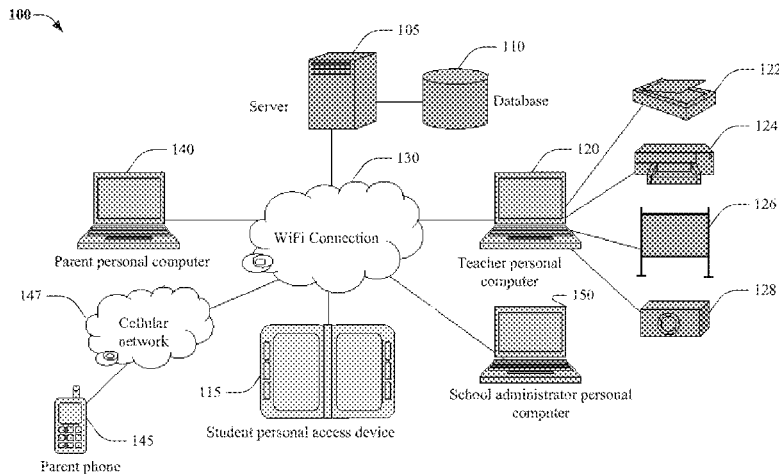 100
105
110
122
Server
Database
124
140
130
120
126
WiFi Connection
Parent personal computer
Teacher personal
computer
147
150
128
Cellular
network
115
School administrator personal
computer
145
Student personal access device
Parent phone